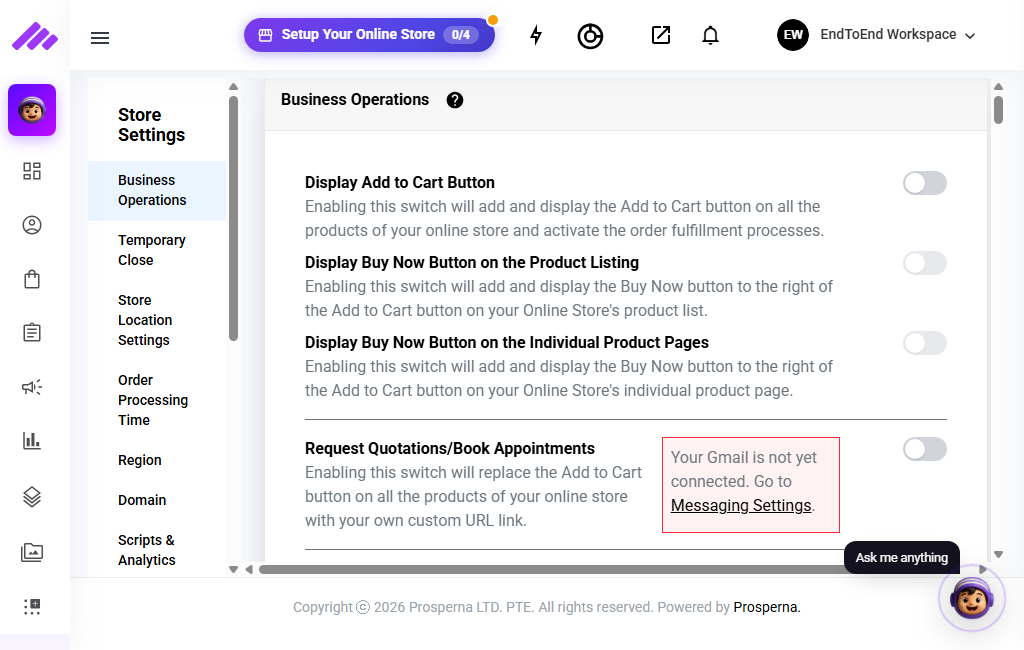 Setup Your Online Store 0/4
EW EndToEnd Workspace
Store
Settings
Business
Operations
Temporary
Close
Store
Location
Settings
Order
Processing
Time
Region
Domain
Scripts &
Analytics
Business Operations ?
Display Add to Cart Button
Enabling this switch will add and display the Add to Cart button on all the
products of your online store and activate the order fulfillment processes.
Display Buy Now Button on the Product Listing
Enabling this switch will add and display the Buy Now button to the right of
the Add to Cart button on your Online Store's product list.
Display Buy Now Button on the Individual Product Pages
Enabling this switch will add and display the Buy Now button to the right of
the Add to Cart button on your Online Store's individual product page.
Request Quotations/Book Appointments
Enabling this switch will replace the Add to Cart
button on all the products of your online store
with your own custom URL link.
Your Gmail is not yet
connected. Go to
Messaging Settings.
Ask me anything
Copyright © 2026 Prosperna LTD. PTE. All rights reserved. Powered by Prosperna.